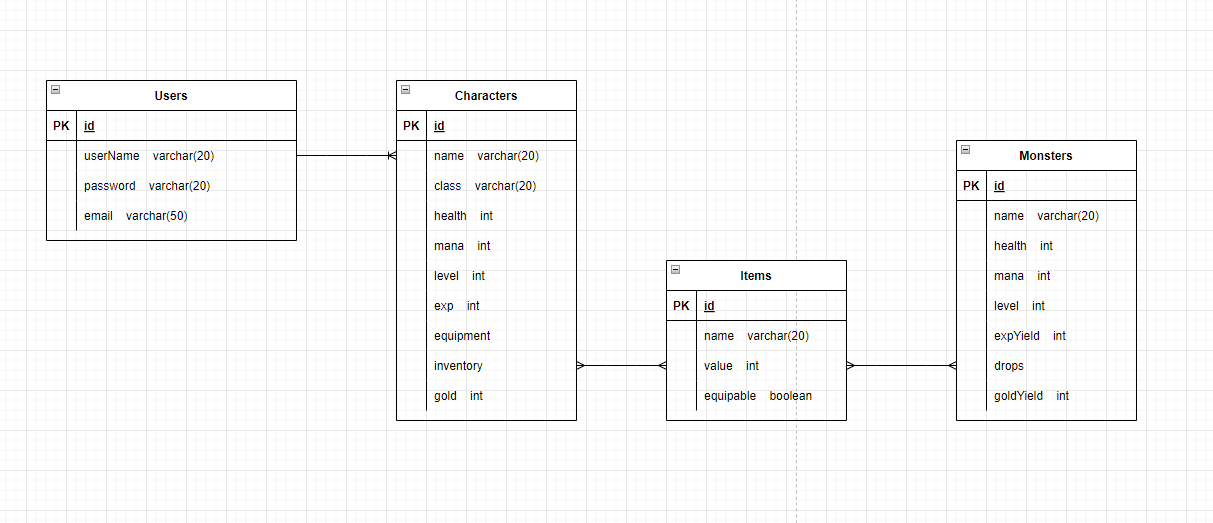 Users
PK id
userName varchar(20)
password varchar(20)
email varchar(50)
Characters
PK id
name varchar(20)
class varchar(20)
health int
mana int
level int
exp int
equipment
inventory
gold int
Items
PK id
name varchar(20)
value int
equipable boolean
Monsters
PK id
name varchar(20)
health int
mana int
level int
expYield int
drops
goldYield int